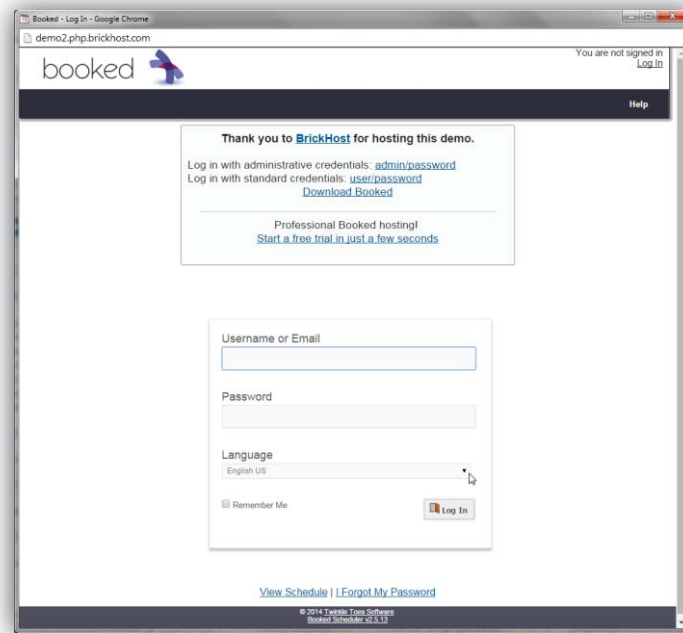 Booked - Log In - Google Chrome
demo2.php.brickhost.com
You are not signed in
Log In
booked
Help
Thank you to BrickHost for hosting this demo.
Log in with administrative credentials: admin/password
Log in with standard credentials: user/password
Download Booked
Professional Booked hosting!
Start a free trial in just a few seconds
Username or Email
Password
Language
English US
Remember Me
Log In
View Schedule | I Forgot My Password
© 2014 Twinkle Toes Software
Booked Scheduler v2.5.13